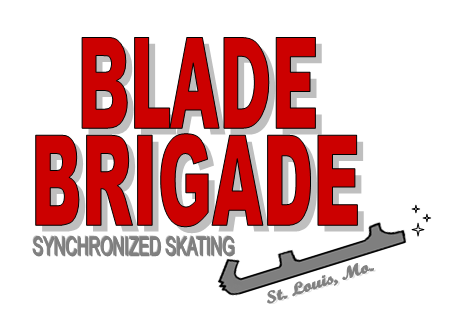 BLADE
BRIGADE
SYNCHRONIZED SKATING
St. Louis, Mo.